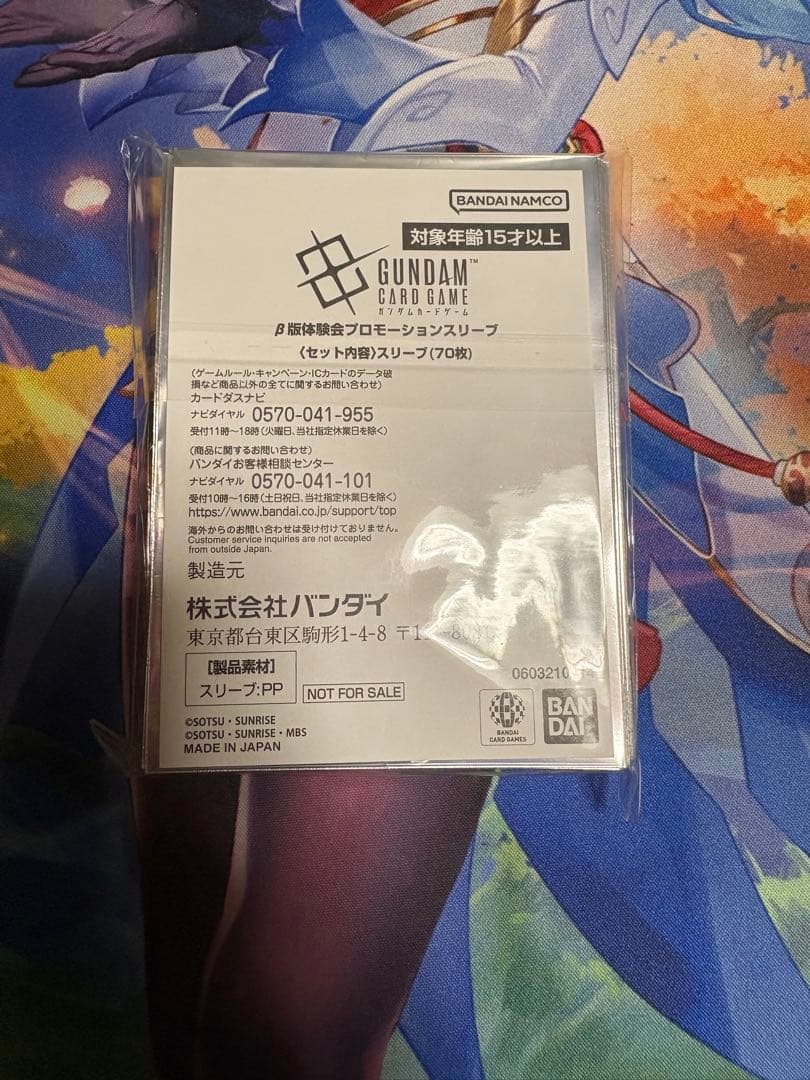 BANDAI NAMCO
対象年齢15才以上
GUNDAM™
CARD GAME
ガンダムカードゲーム
β版体験会プロモーションスリーブ
〈セット内容〉スリーブ(70枚)
〈ゲームルール・キャンペーン・ICカードのデータ破
損など商品以外の全てに関するお問い合わせ〉
カードダスナビ
ナビダイヤル 0570-041-955
受付11時〜18時(火曜日、当社指定休業日を除く)
〈商品に関するお問い合わせ〉
バンダイお客様相談センター
ナビダイヤル 0570-041-101
受付10時〜16時(土日祝日、当社指定休業日を除く)
https://www.bandai.co.jp/support/top
海外からのお問い合わせは受け付けておりません。
Customer service inquiries are not accepted
from outside Japan.
製造元
株式会社バンダイ
東京都台東区駒形1-4-8
[製品素材]
スリーブ:PP
NOT FOR SALE
©SOTSU・SUNRISE
©SOTSU・SUNRISE・MBS
MADE IN JAPAN
BANDAI
CARD GAMES
BAN
DAI